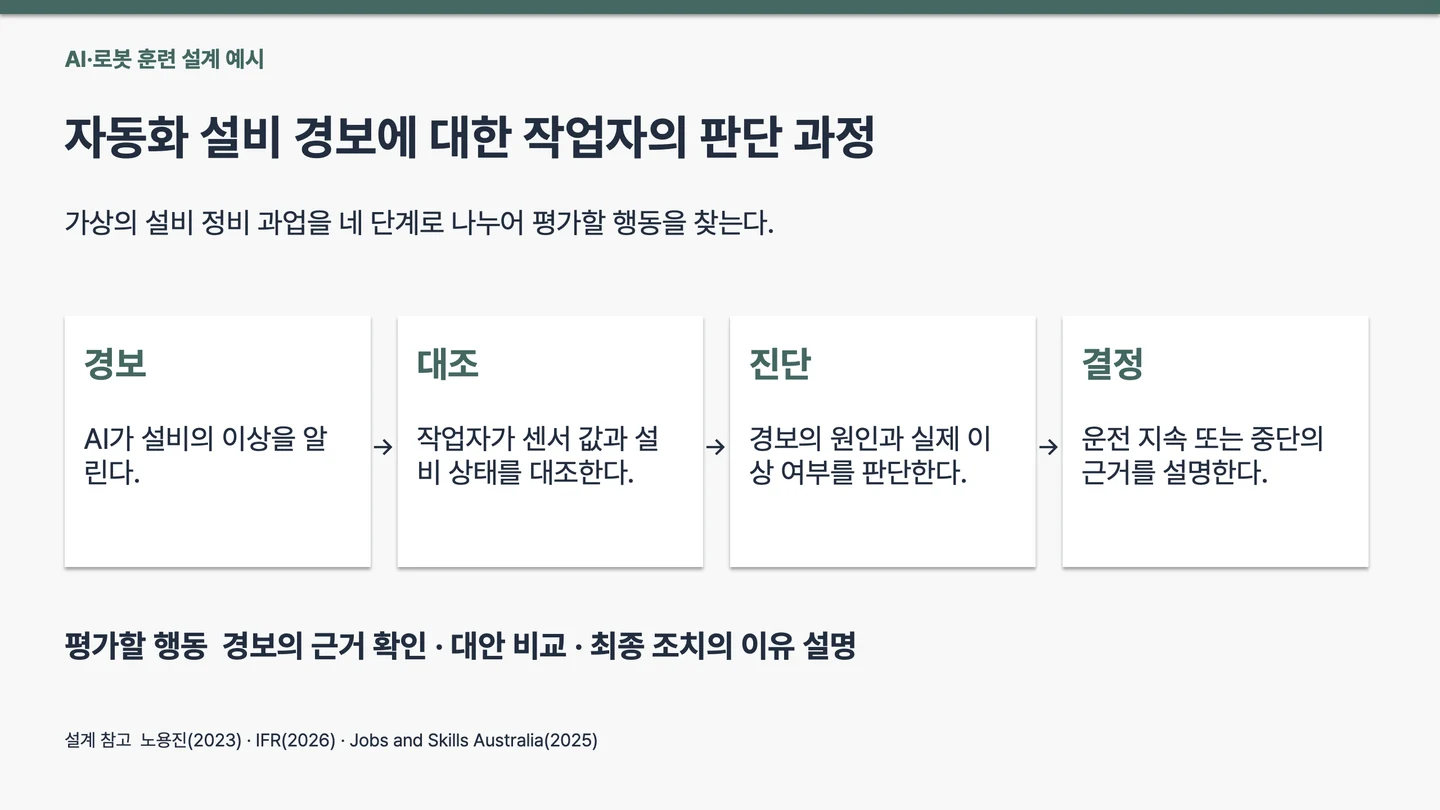 AI·로봇 훈련 설계 예시
자동화 설비 경보에 대한 작업자의 판단 과정
가상의 설비 정비 과업을 네 단계로 나누어 평가할 행동을 찾는다.
경보
AI가 설비의 이상을 알
린다.
→
대조
작업자가 센서 값과 설
비 상태를 대조한다.
→
진단
경보의 원인과 실제 이
상 여부를 판단한다.
→
결정
운전 지속 또는 중단의
근거를 설명한다.
평가할 행동 경보의 근거 확인 · 대안 비교 · 최종 조치의 이유 설명
설계 참고 노용진(2023) · IFR(2026) · Jobs and Skills Australia(2025)